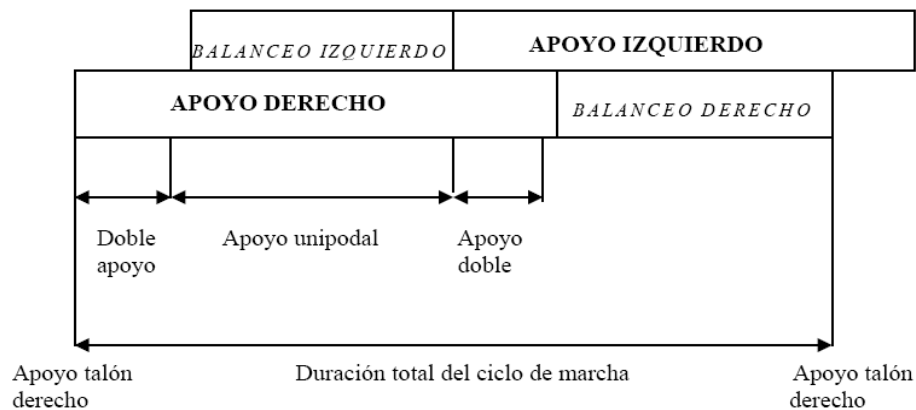 BALANCEO IZQUIERDO
APOYO IZQUIERDO
APOYO DERECHO
BALANCEO DERECHO
Doble
apoyo
Apoyo unipodal
Apoyo
doble
Apoyo talón
derecho
Duración total del ciclo de marcha
Apoyo talón
derecho